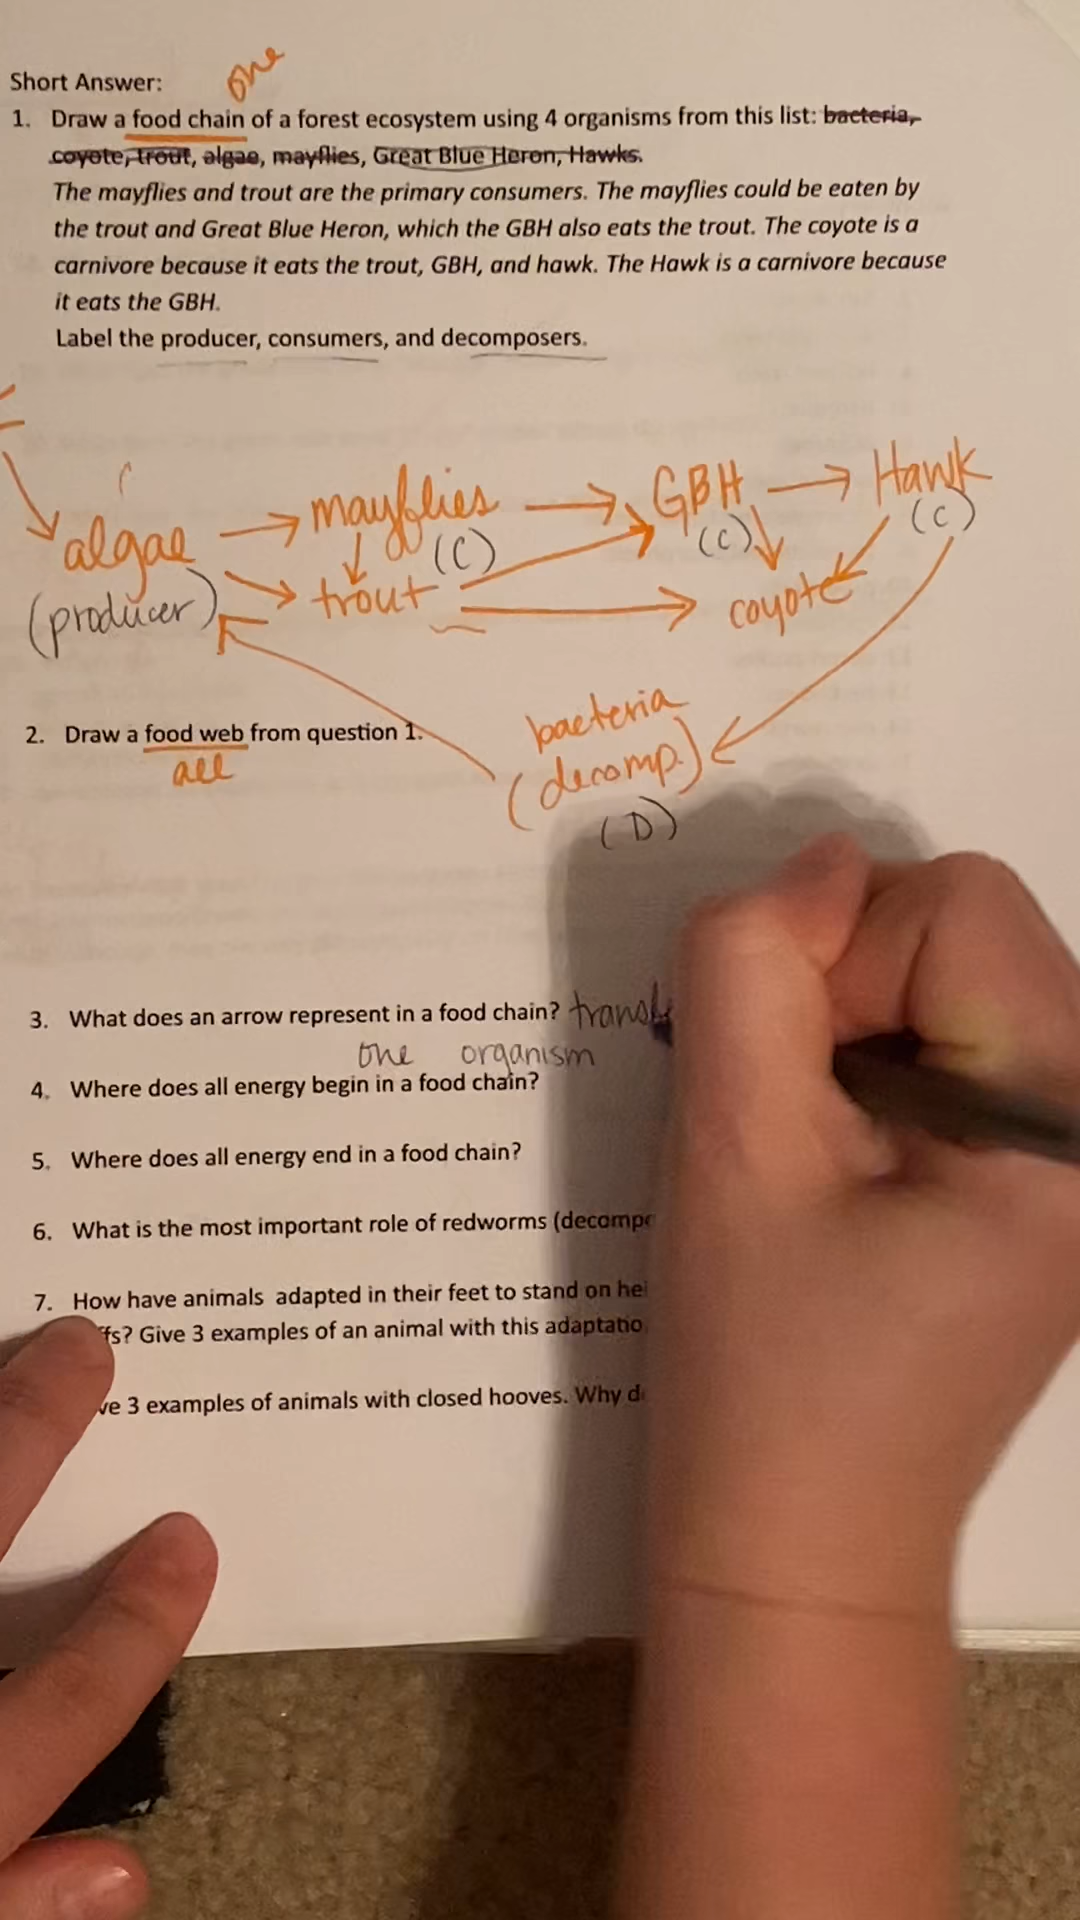 one
Short Answer:
1. Draw a food chain of a forest ecosystem using 4 organisms from this list: bacteria,
coyote, trout, algae, mayflies, Great Blue Heron, Hawks.
The mayflies and trout are the primary consumers. The mayflies could be eaten by
the trout and Great Blue Heron, which the GBH also eats the trout. The coyote is a
carnivore because it eats the trout, GBH, and hawk. The Hawk is a carnivore because
it eats the GBH.
Label the producer, consumers, and decomposers.
algae → mayflies → GBH → Hawk
(producer) (C) (C) (C)
trout coyote
bacteria
(decomp.)
(D)
2. Draw a food web from question 1.
all
3. What does an arrow represent in a food chain?
one organism
4. Where does all energy begin in a food chain?
5. Where does all energy end in a food chain?
6. What is the most important role of redworms
7. How have animals adapted in their feet to stand on
? Give 3 examples of an animal with this
3 examples of animals with closed hooves. Why